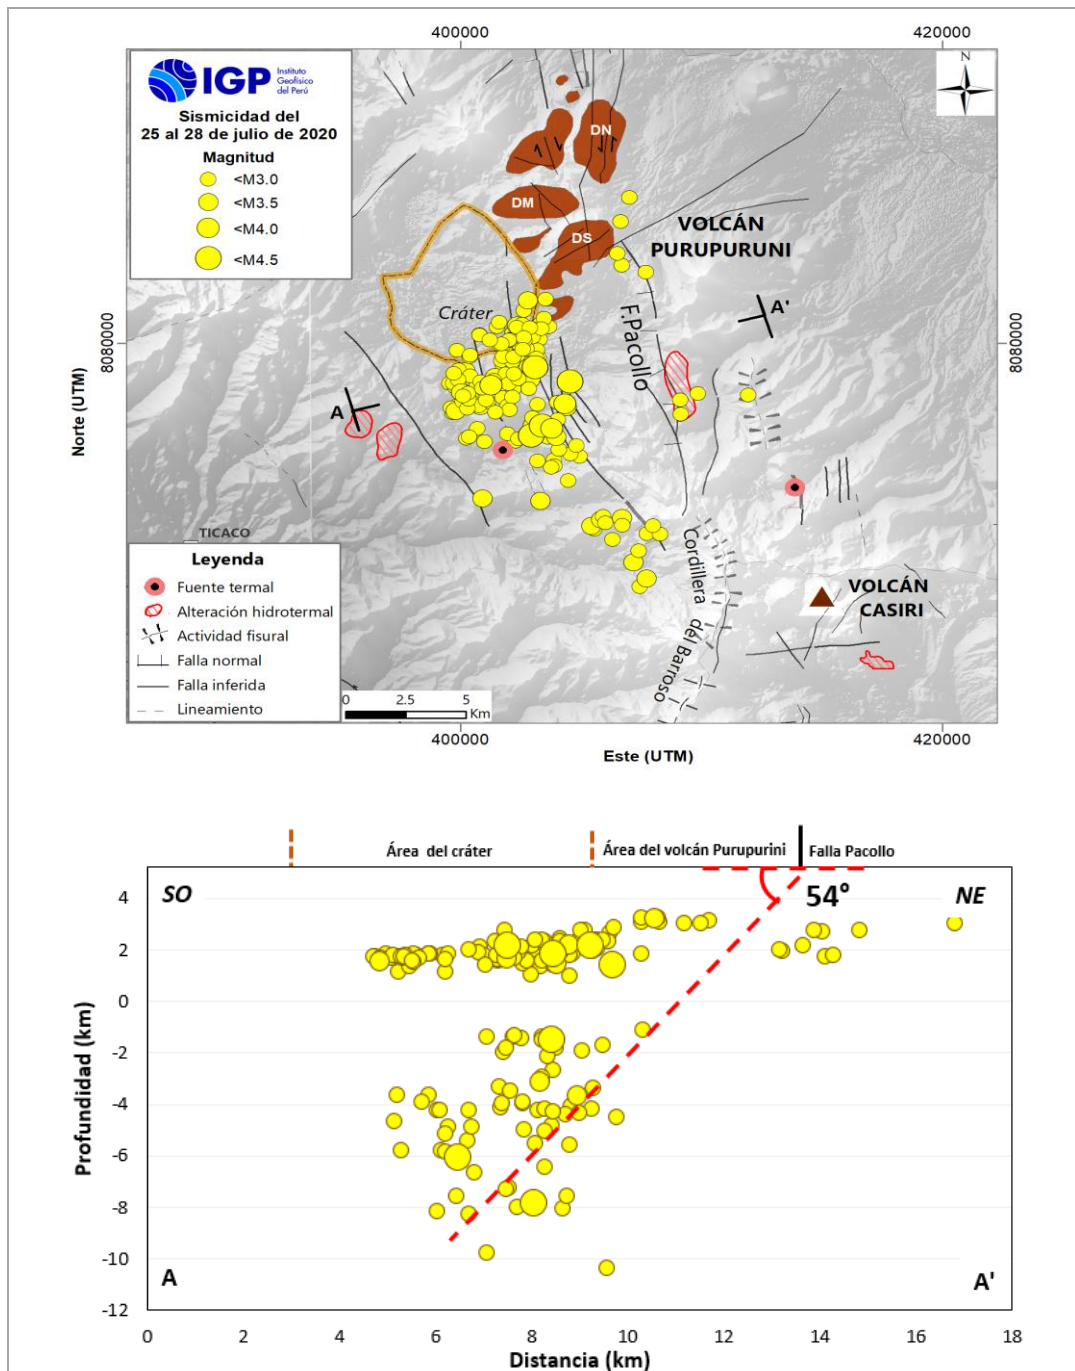 400000
420000
IGP
Instituto
Geofísico
del Perú
Sismicidad del
25 al 28 de julio de 2020
Magnitud
<M3.0
<M3.5
<M4.0
<M4.5
N
DN
DM
DS
VOLCÁN
PURUPURUNI
Cráter
F.Pacollo
A'
A
8080000
8080000
Norte (UTM)
TICACO
Leyenda
Fuente termal
Alteración hidrotermal
Actividad fisural
Falla normal
Falla inferida
Lineamiento
0
2.5
5
Km
Cordillera del Barroso
VOLCÁN
CASIRI
400000
420000
Este (UTM)
Área del cráter
Área del volcán Purupurini
Falla Pacollo
SO
54°
NE
4
2
0
-2
-4
-6
-8
-10
-12
Profundidad (km)
A
A'
0
2
4
6
8
10
12
14
16
18
Distancia (km)